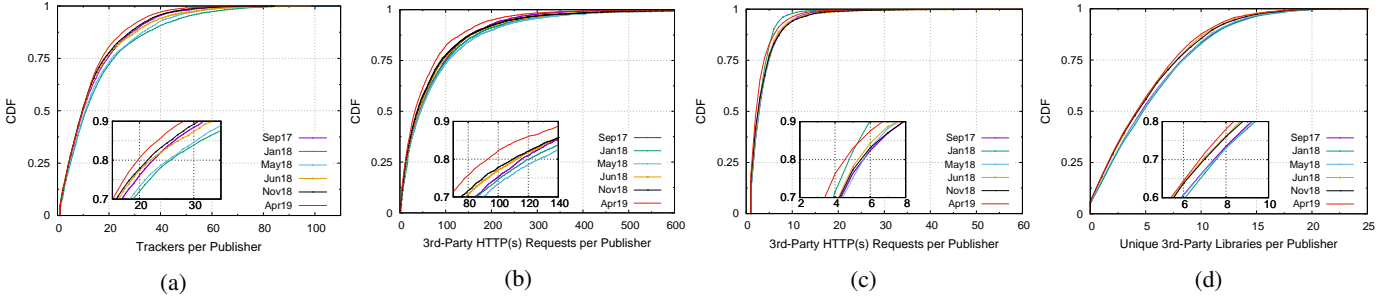 CDF
1
0.75
0.5
0.25
0
0.9
0.8
0.7
20
30
Sep17
Jan18
May18
Jun18
Nov18
Apr19
0
20
40
60
80
100
Trackers per Publisher
(a)
CDF
1
0.75
0.5
0.25
0
0.9
0.8
0.7
80
100
120
140
Sep17
Jan18
May18
Jun18
Nov18
Apr19
0
100
200
300
400
500
600
3rd-Party HTTP(s) Requests per Publisher
(b)
CDF
1
0.75
0.5
0.25
0
0.9
0.8
0.7
2
4
6
8
Sep17
Jan18
May18
Jun18
Nov18
Apr19
0
10
20
30
40
50
60
3rd-Party HTTP(s) Requests per Publisher
(c)
CDF
1
0.75
0.5
0.25
0
0.8
0.7
0.6
6
8
10
Sep17
Jan18
May18
Jun18
Nov18
Apr19
0
5
10
15
20
25
Unique 3rd-Party Libraries per Publisher
(d)